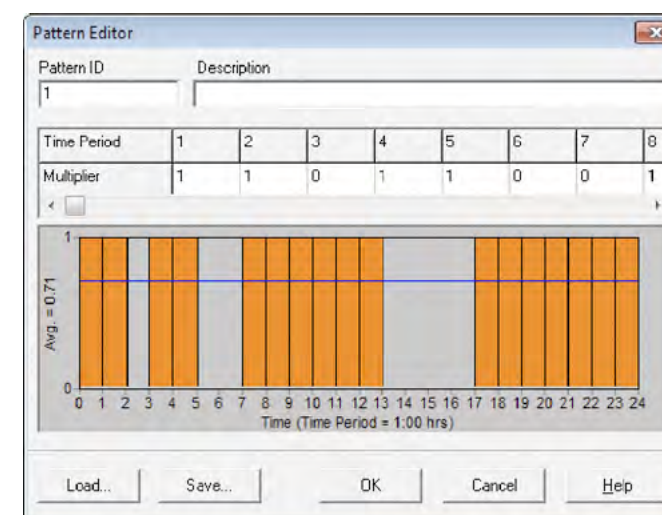 Pattern Editor
Pattern ID Description
1
Time Period 1 2 3 4 5 6 7 8
Multiplier 1 1 0 1 1 0 0 1
1
Avg. = 0.71
0
0 1 2 3 4 5 6 7 8 9 10 11 12 13 14 15 16 17 18 19 20 21 22 23 24
Time (Time Period = 1:00 hrs)
Load... Save... OK Cancel Help